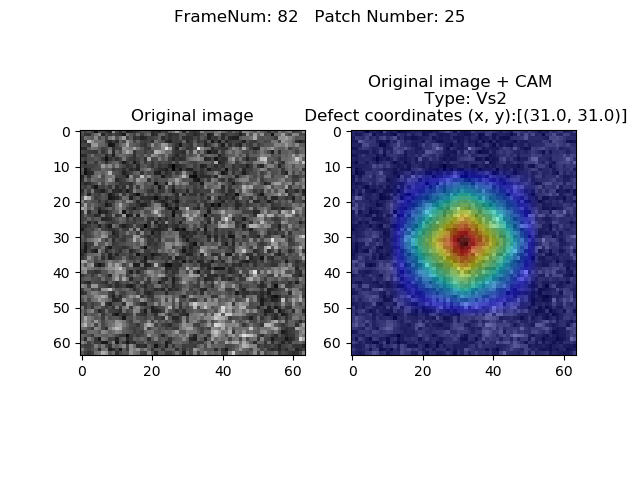 FrameNum: 82   Patch Number: 25
Original image
Original image + CAM
Type: Vs2
Defect coordinates (x, y):[(31.0, 31.0)]
0
10
20
30
40
50
60
0 20 40 60
0
10
20
30
40
50
60
0 20 40 60